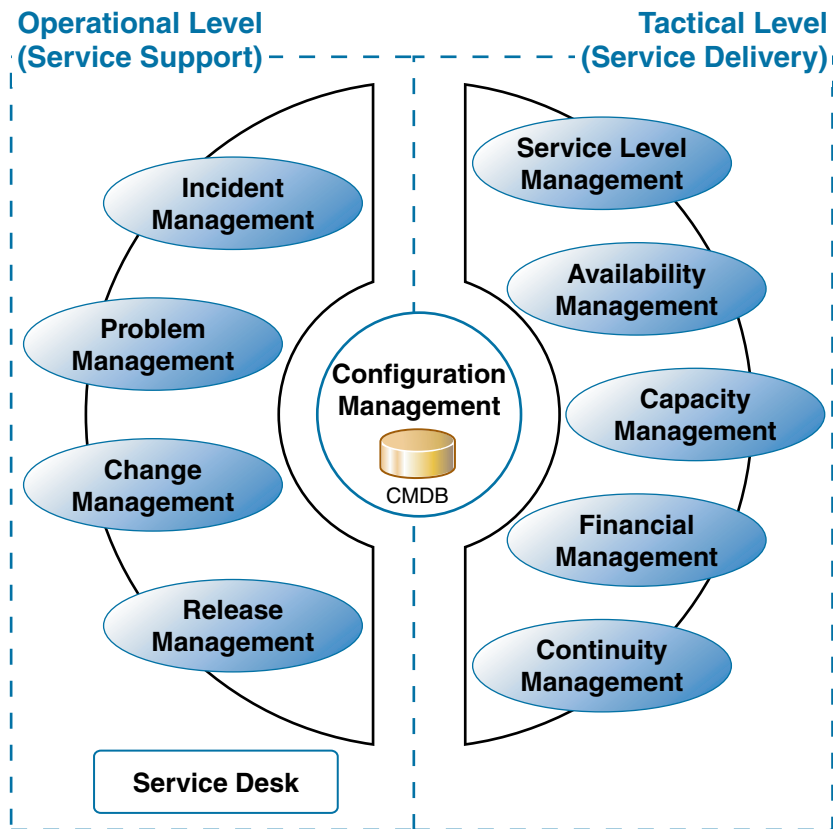 Operational Level
(Service Support)
Tactical Level
(Service Delivery)
Incident
Management
Problem
Management
Change
Management
Release
Management
Service Desk
Configuration
Management
CMDB
Service Level
Management
Availability
Management
Capacity
Management
Financial
Management
Continuity
Management